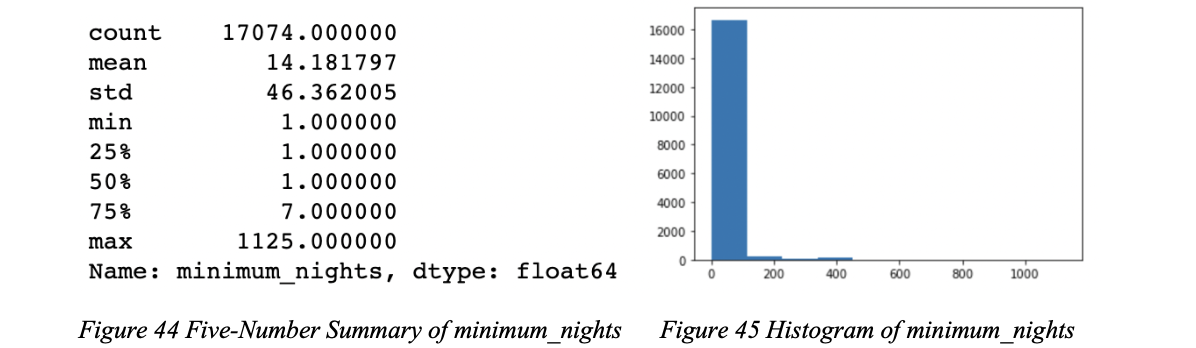 count 17074.000000
mean 14.181797
std 46.362005
min 1.000000
25% 1.000000
50% 1.000000
75% 7.000000
max 1125.000000
Name: minimum_nights, dtype: float64
Figure 44 Five-Number Summary of minimum_nights
16000
14000
12000
10000
8000
6000
4000
2000
0
0 200 400 600 800 1000
Figure 45 Histogram of minimum_nights